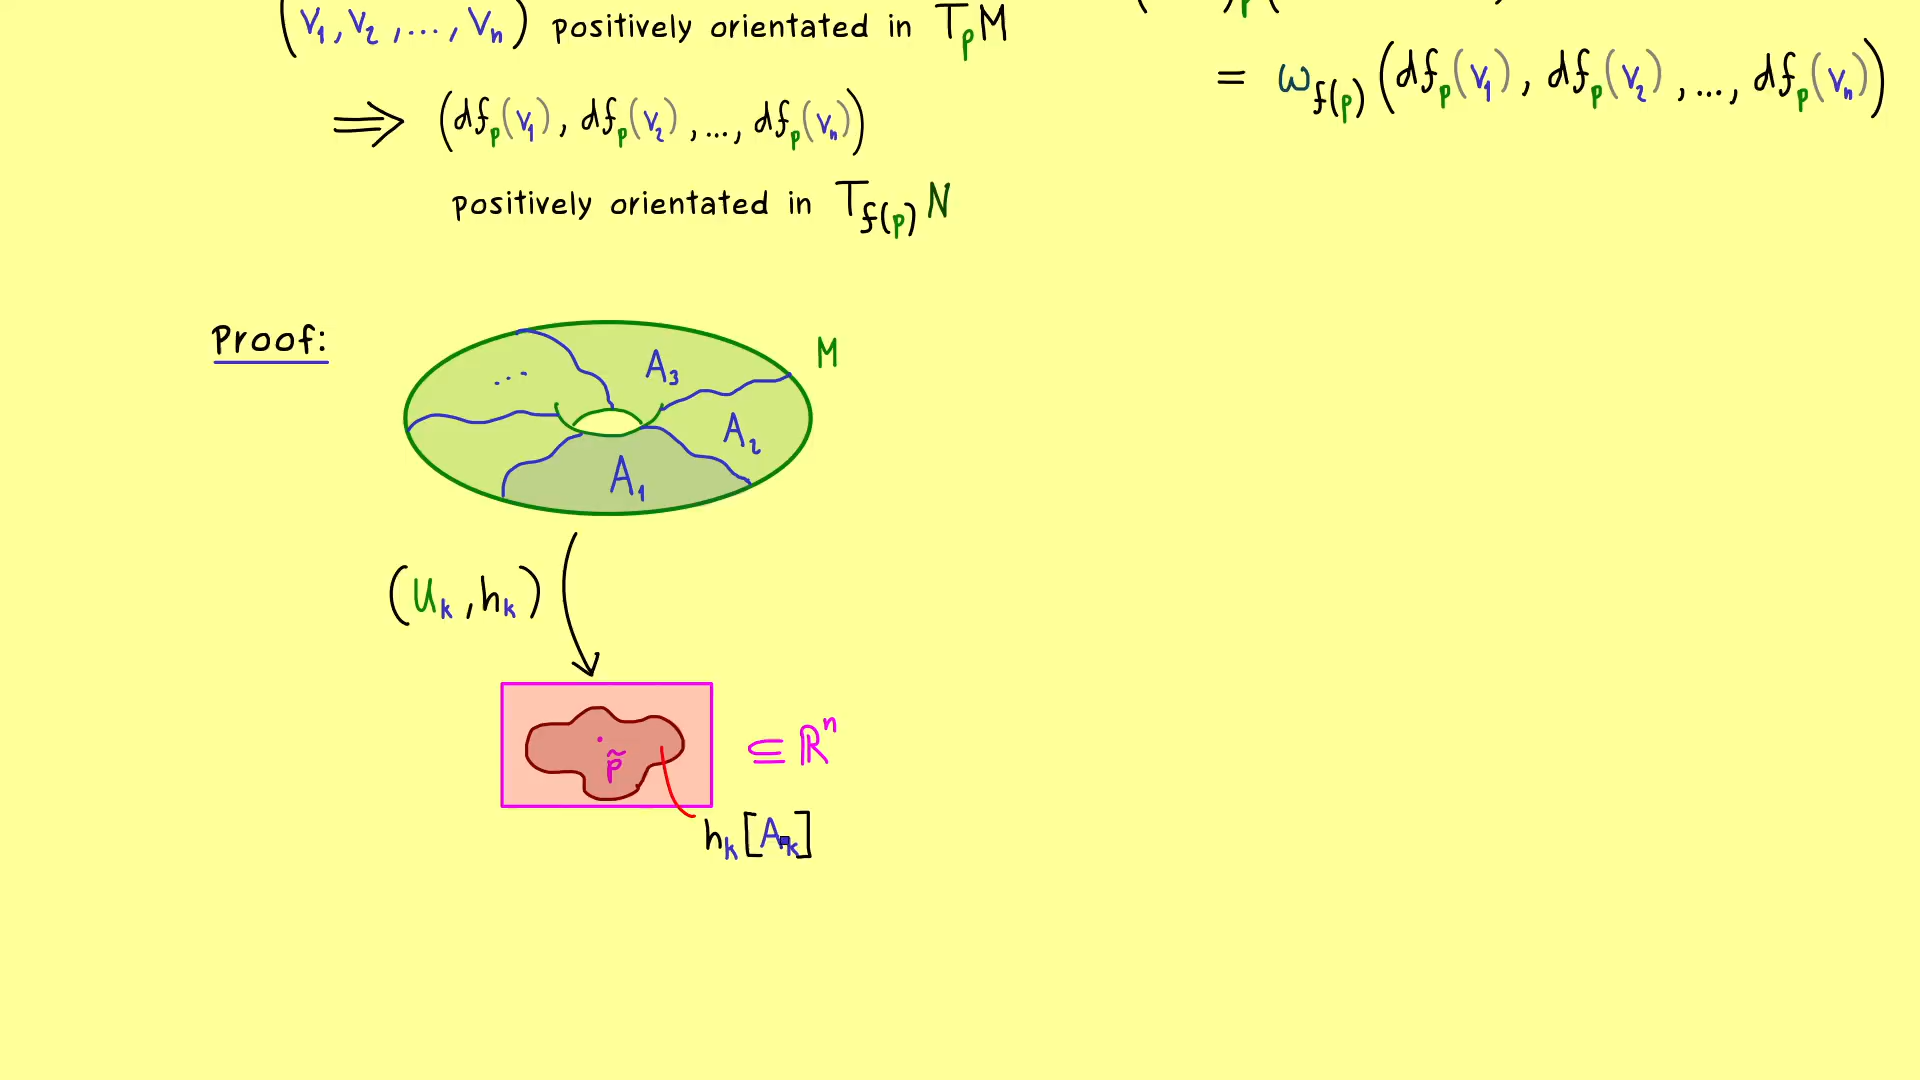 (v₁, v₂, ..., vₙ) positively orientated in TₚM
⟹ (dfₚ(v₁), dfₚ(v₂), ..., dfₚ(vₙ))
positively orientated in T_f(p) N
= ω_f(p) (dfₚ(v₁), dfₚ(v₂), ..., dfₚ(vₙ))
Proof:
M
...
A₃
A₂
A₁
(Uₖ, hₖ)
p̃
⊆ ℝⁿ
hₖ[Aₖ]